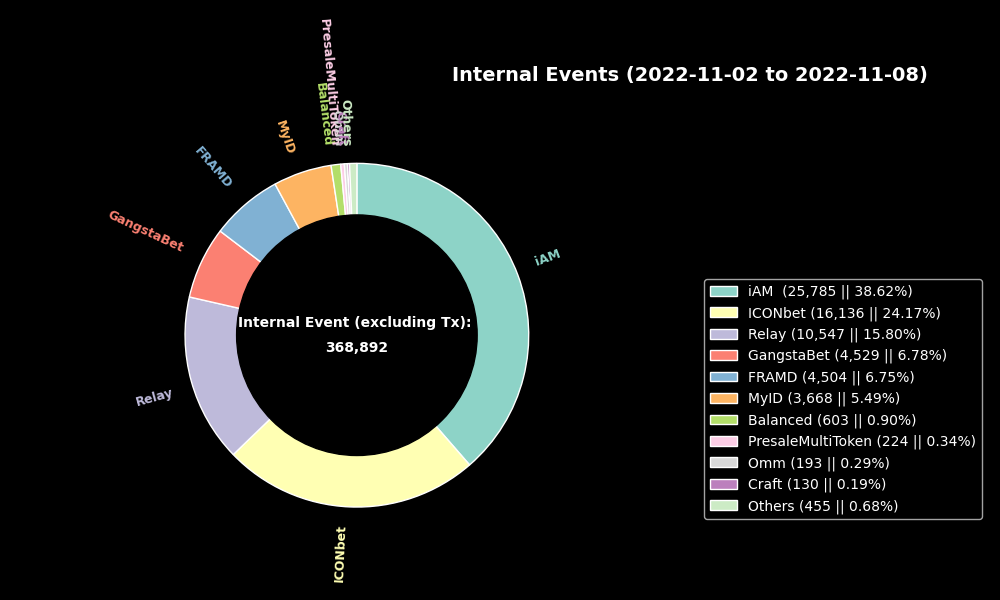 Internal Events (2022-11-02 to 2022-11-08)
PresaleMultiToken
Balanced
Omm
Craft
Others
MyID
FRAMD
GangstaBet
iAM
Relay
ICONbet
Internal Event (excluding Tx):
368,892
iAM  (25,785 || 38.62%)
ICONbet (16,136 || 24.17%)
Relay (10,547 || 15.80%)
GangstaBet (4,529 || 6.78%)
FRAMD (4,504 || 6.75%)
MyID (3,668 || 5.49%)
Balanced (603 || 0.90%)
PresaleMultiToken (224 || 0.34%)
Omm (193 || 0.29%)
Craft (130 || 0.19%)
Others (455 || 0.68%)